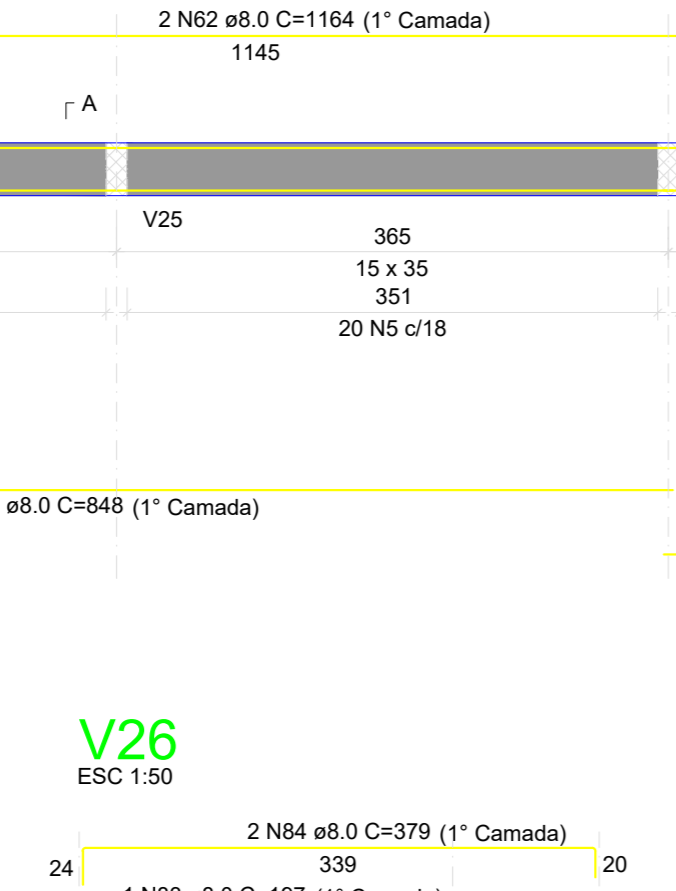 2 N62 ø8.0 C=1164 (1° Camada)
1145
A
V25
365
15 x 35
351
20 N5 c/18
ø8.0 C=848 (1° Camada)
V26
ESC 1:50
2 N84 ø8.0 C=379 (1° Camada)
24
339
20